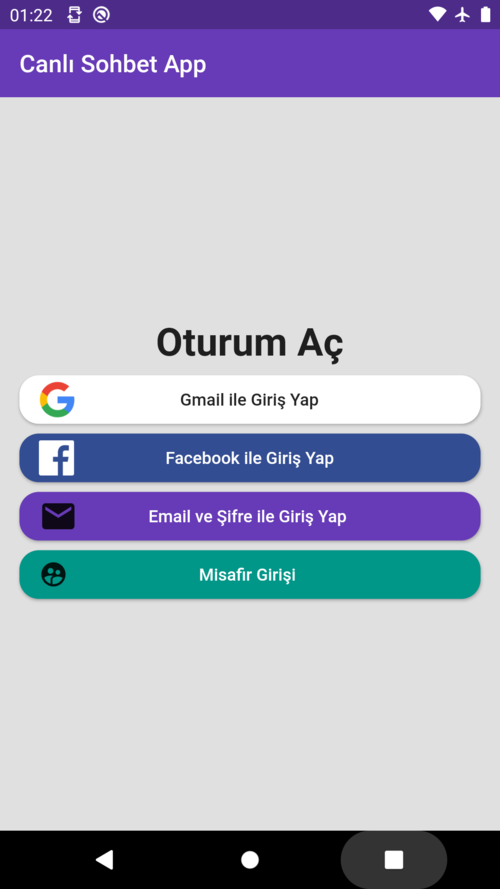 01:22
Canlı Sohbet App
Oturum Aç
Gmail ile Giriş Yap
Facebook ile Giriş Yap
Email ve Şifre ile Giriş Yap
Misafir Girişi